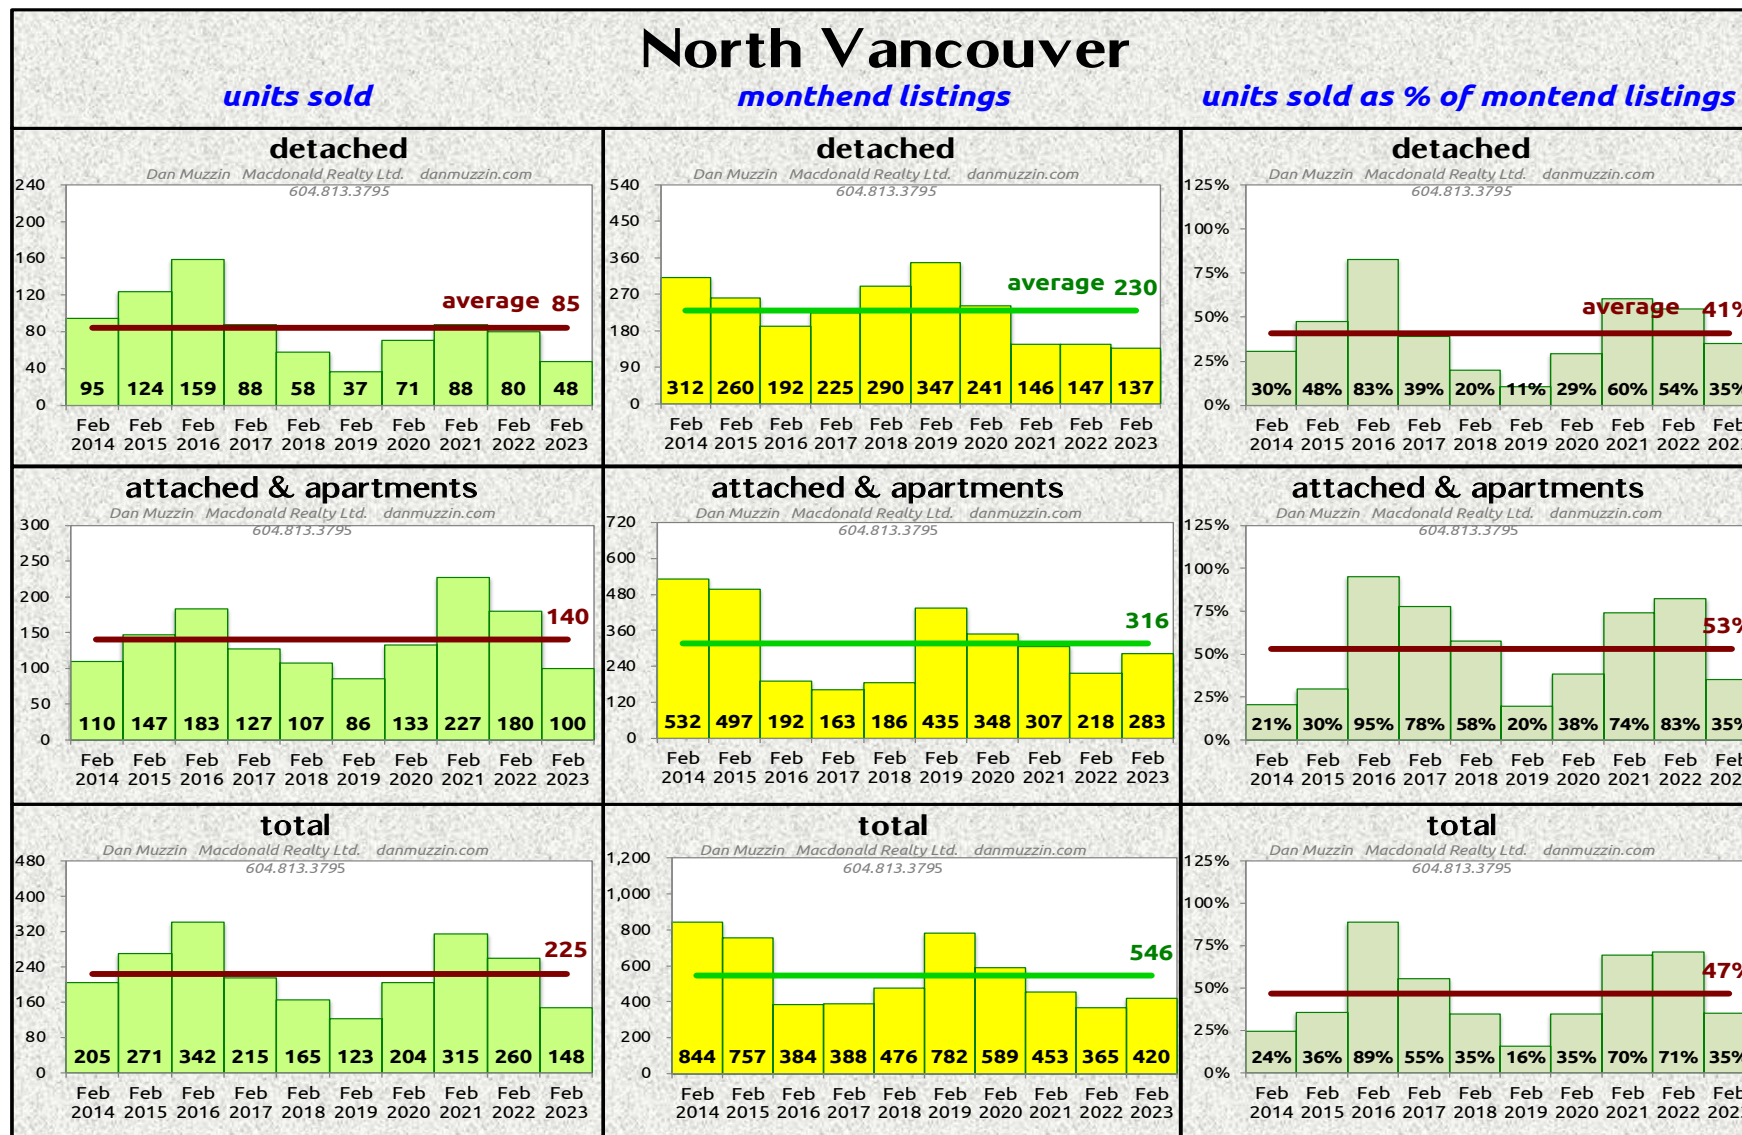 North Vancouver
units sold
monthend listings
units sold as % of montend listings
detached
Dan Muzzin Macdonald Realty Ltd. danmuzzin.com
604.813.3795
240
200
160
120
80
40
0
average 85
95 124 159 88 58 37 71 88 80 48
Feb Feb Feb Feb Feb Feb Feb Feb Feb Feb
2014 2015 2016 2017 2018 2019 2020 2021 2022 2023
detached
Dan Muzzin Macdonald Realty Ltd. danmuzzin.com
604.813.3795
540
450
360
270
180
90
0
average 230
312 260 192 225 290 347 241 146 147 137
Feb Feb Feb Feb Feb Feb Feb Feb Feb Feb
2014 2015 2016 2017 2018 2019 2020 2021 2022 2023
detached
Dan Muzzin Macdonald Realty Ltd. danmuzzin.com
604.813.3795
125%
100%
75%
50%
25%
0%
average 41%
30% 48% 83% 39% 20% 11% 29% 60% 54% 35%
Feb Feb Feb Feb Feb Feb Feb Feb Feb Feb
2014 2015 2016 2017 2018 2019 2020 2021 2022 202
attached & apartments
Dan Muzzin Macdonald Realty Ltd. danmuzzin.com
604.813.3795
300
250
200
150
100
50
0
140
110 147 183 127 107 86 133 227 180 100
Feb Feb Feb Feb Feb Feb Feb Feb Feb Feb
2014 2015 2016 2017 2018 2019 2020 2021 2022 2023
attached & apartments
Dan Muzzin Macdonald Realty Ltd. danmuzzin.com
604.813.3795
720
600
480
360
240
120
0
316
532 497 192 163 186 435 348 307 218 283
Feb Feb Feb Feb Feb Feb Feb Feb Feb Feb
2014 2015 2016 2017 2018 2019 2020 2021 2022 2023
attached & apartments
Dan Muzzin Macdonald Realty Ltd. danmuzzin.com
604.813.3795
125%
100%
75%
50%
25%
0%
53%
21% 30% 95% 78% 58% 20% 38% 74% 83% 35%
Feb Feb Feb Feb Feb Feb Feb Feb Feb Feb
2014 2015 2016 2017 2018 2019 2020 2021 2022 202
total
Dan Muzzin Macdonald Realty Ltd. danmuzzin.com
604.813.3795
480
400
320
240
160
80
0
225
205 271 342 215 165 123 204 315 260 148
Feb Feb Feb Feb Feb Feb Feb Feb Feb Feb
2014 2015 2016 2017 2018 2019 2020 2021 2022 2023
total
Dan Muzzin Macdonald Realty Ltd. danmuzzin.com
604.813.3795
1,200
1,000
800
600
400
200
0
546
844 757 384 388 476 782 589 453 365 420
Feb Feb Feb Feb Feb Feb Feb Feb Feb Feb
2014 2015 2016 2017 2018 2019 2020 2021 2022 2023
total
Dan Muzzin Macdonald Realty Ltd. danmuzzin.com
604.813.3795
125%
100%
75%
50%
25%
0%
47%
24% 36% 89% 55% 35% 16% 35% 70% 71% 35%
Feb Feb Feb Feb Feb Feb Feb Feb Feb Feb
2014 2015 2016 2017 2018 2019 2020 2021 2022 202